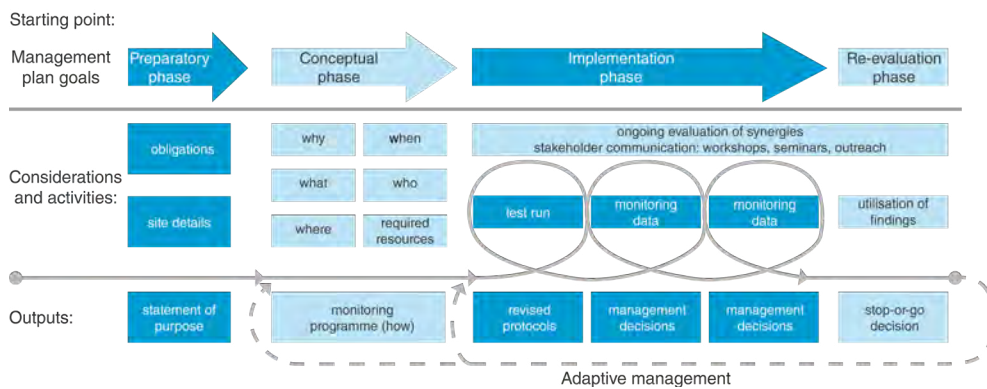 Starting point:
Management
plan goals
Preparatory
phase
Conceptual
phase
Implementation
phase
Re-evaluation
phase
Considerations
and activities:
obligations
site details
why
when
what
who
where
required
resources
ongoing evaluation of synergies
stakeholder communication: workshops, seminars, outreach
test run
monitoring
data
monitoring
data
utilisation of
findings
Outputs:
statement of
purpose
monitoring
programme (how)
revised
protocols
management
decisions
management
decisions
stop-or-go
decision
Adaptive management